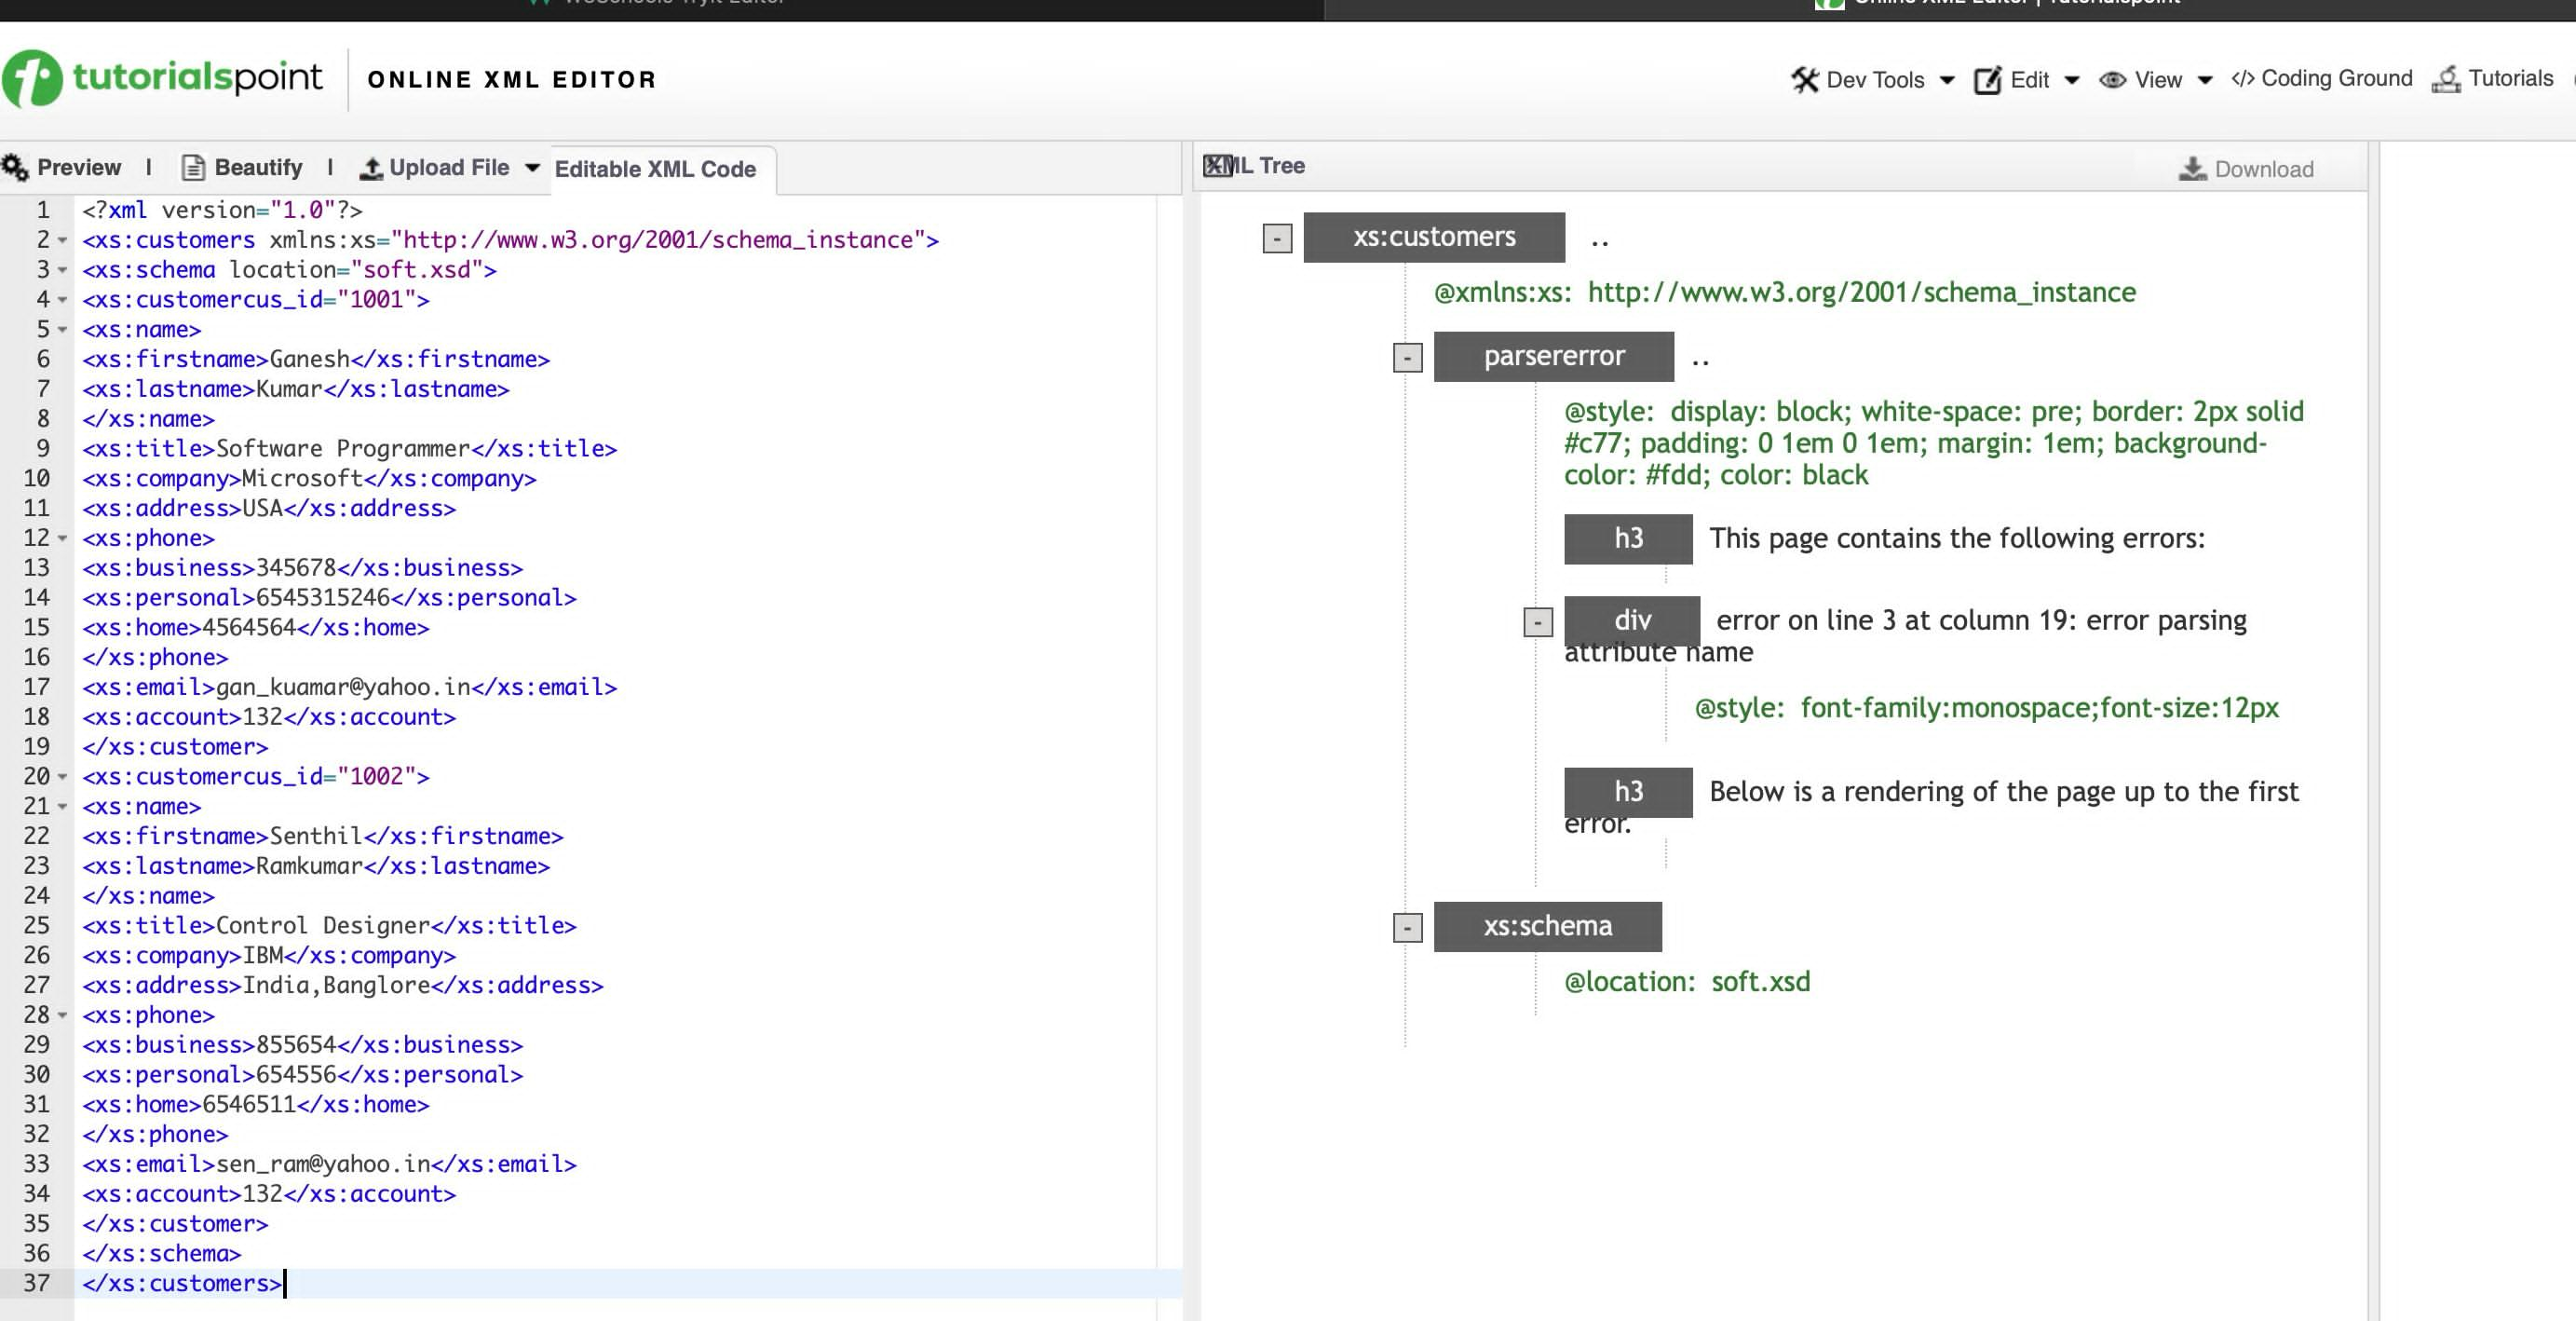 tutorialspoint
ONLINE XML EDITOR
Dev Tools Edit View </> Coding Ground Tutorials
Preview | Beautify | Upload File Editable XML Code
1 <?xml version="1.0"?>
2 <xs:customers xmlns:xs="http://www.w3.org/2001/schema_instance">
3 <xs:schema location="soft.xsd">
4 <xs:customercus_id="1001">
5 <xs:name>
6 <xs:firstname>Ganesh</xs:firstname>
7 <xs:lastname>Kumar</xs:lastname>
8 </xs:name>
9 <xs:title>Software Programmer</xs:title>
10 <xs:company>Microsoft</xs:company>
11 <xs:address>USA</xs:address>
12 <xs:phone>
13 <xs:business>345678</xs:business>
14 <xs:personal>6545315246</xs:personal>
15 <xs:home>4564564</xs:home>
16 </xs:phone>
17 <xs:email>gan_kuamar@yahoo.in</xs:email>
18 <xs:account>132</xs:account>
19 </xs:customer>
20 <xs:customercus_id="1002">
21 <xs:name>
22 <xs:firstname>Senthil</xs:firstname>
23 <xs:lastname>Ramkumar</xs:lastname>
24 </xs:name>
25 <xs:title>Control Designer</xs:title>
26 <xs:company>IBM</xs:company>
27 <xs:address>India,Banglore</xs:address>
28 <xs:phone>
29 <xs:business>855654</xs:business>
30 <xs:personal>654556</xs:personal>
31 <xs:home>6546511</xs:home>
32 </xs:phone>
33 <xs:email>sen_ram@yahoo.in</xs:email>
34 <xs:account>132</xs:account>
35 </xs:customer>
36 </xs:schema>
37 </xs:customers>
XML Tree
Download
- xs:customers ..
@xmlns:xs: http://www.w3.org/2001/schema_instance
- parsererror ..
@style: display: block; white-space: pre; border: 2px solid
#c77; padding: 0 1em 0 1em; margin: 1em; background-
color: #fdd; color: black
h3 This page contains the following errors:
- div error on line 3 at column 19: error parsing
attribute name
@style: font-family:monospace;font-size:12px
h3 Below is a rendering of the page up to the first
error.
- xs:schema
@location: soft.xsd